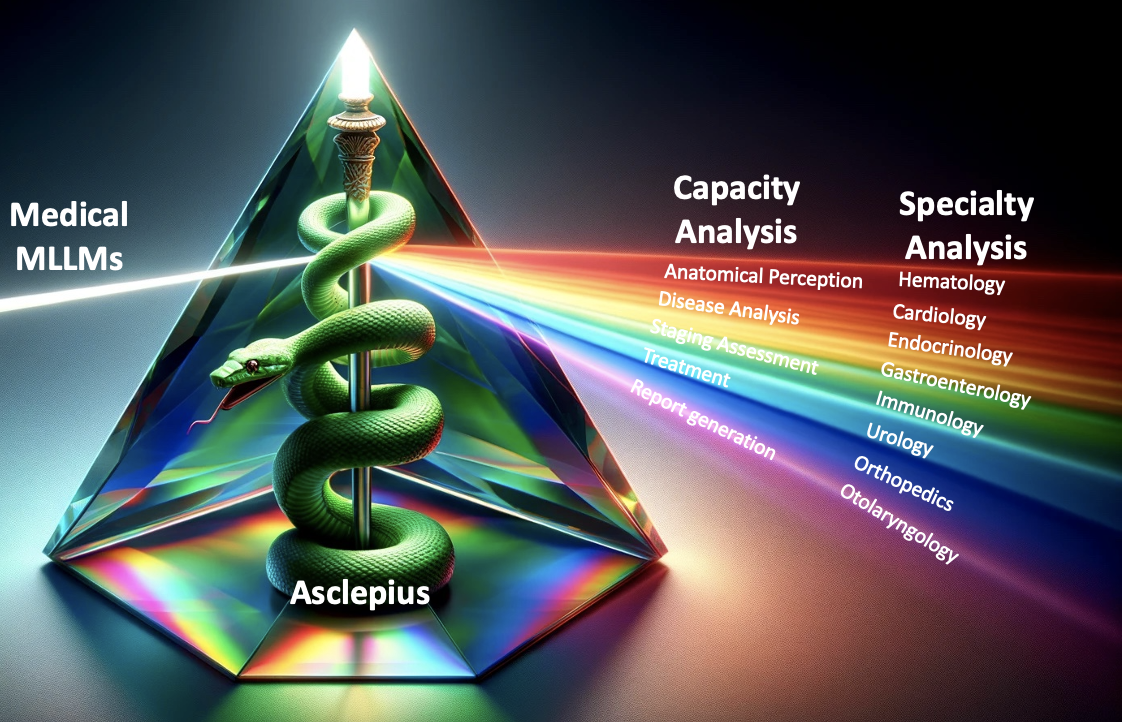 Medical
MLLMs
Capacity
Analysis
Anatomical Perception
Disease Analysis
Staging Assessment
Treatment
Report generation
Specialty
Analysis
Hematology
Cardiology
Endocrinology
Gastroenterology
Immunology
Urology
Orthopedics
Otolaryngology
Asclepius